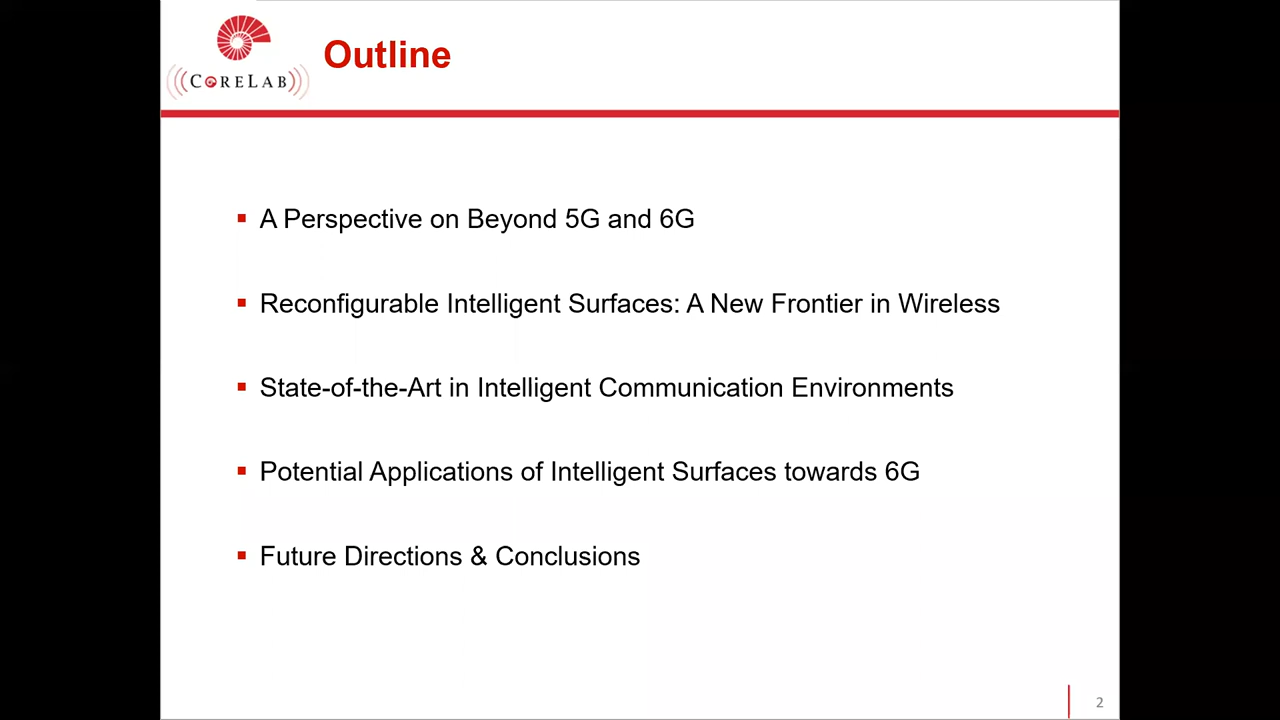 CORELAB
Outline
▪ A Perspective on Beyond 5G and 6G
▪ Reconfigurable Intelligent Surfaces: A New Frontier in Wireless
▪ State-of-the-Art in Intelligent Communication Environments
▪ Potential Applications of Intelligent Surfaces towards 6G
▪ Future Directions & Conclusions
2